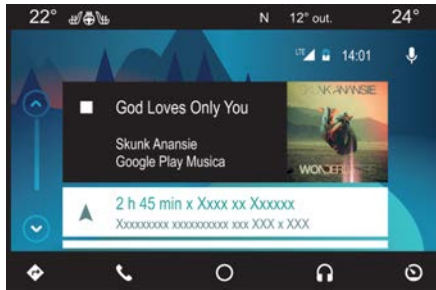 22°
N
12° out.
24°
LTE
14:01
God Loves Only You
Skunk Anansie
Google Play Musica
SKUNK ANANSIE
WONDER
2 h 45 min x Xxxx xx Xxxxxx
Xxxxxxxxx xxxxxxxxxx xxx XXX x XXX